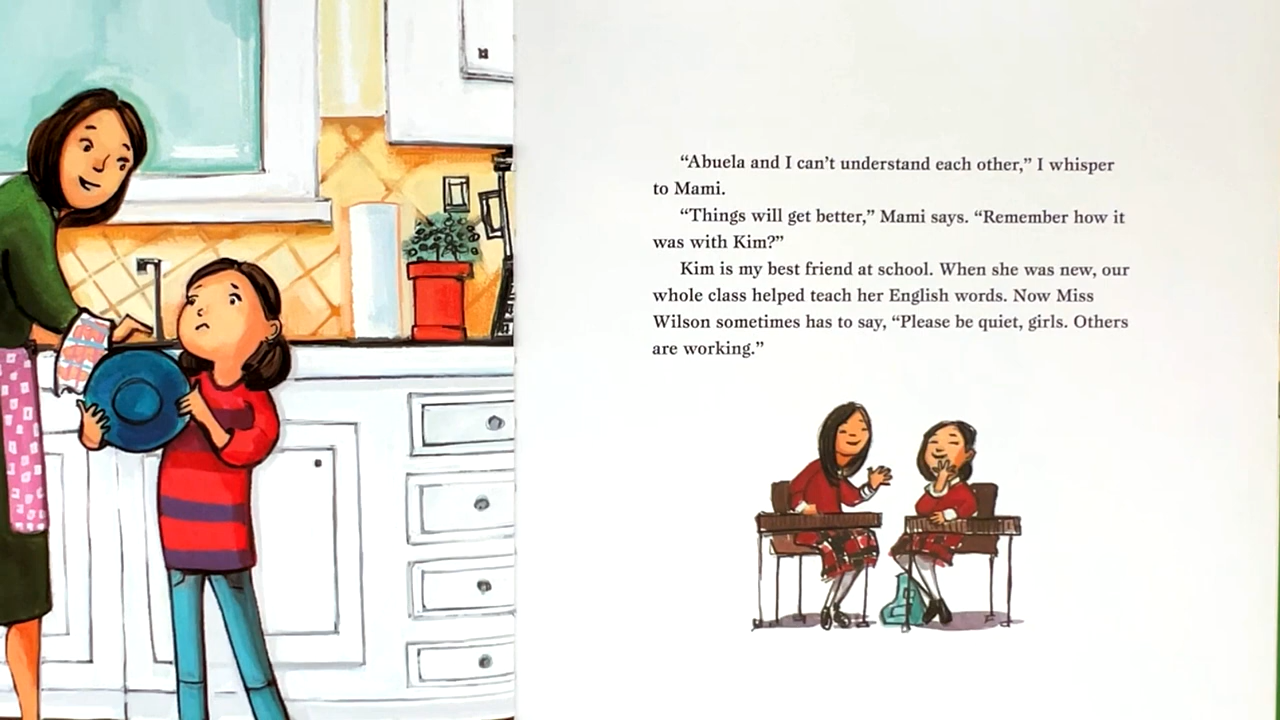 “Abuela and I can’t understand each other,” I whisper
to Mami.
“Things will get better,” Mami says. “Remember how it
was with Kim?”
Kim is my best friend at school. When she was new, our
whole class helped teach her English words. Now Miss
Wilson sometimes has to say, “Please be quiet, girls. Others
are working.”